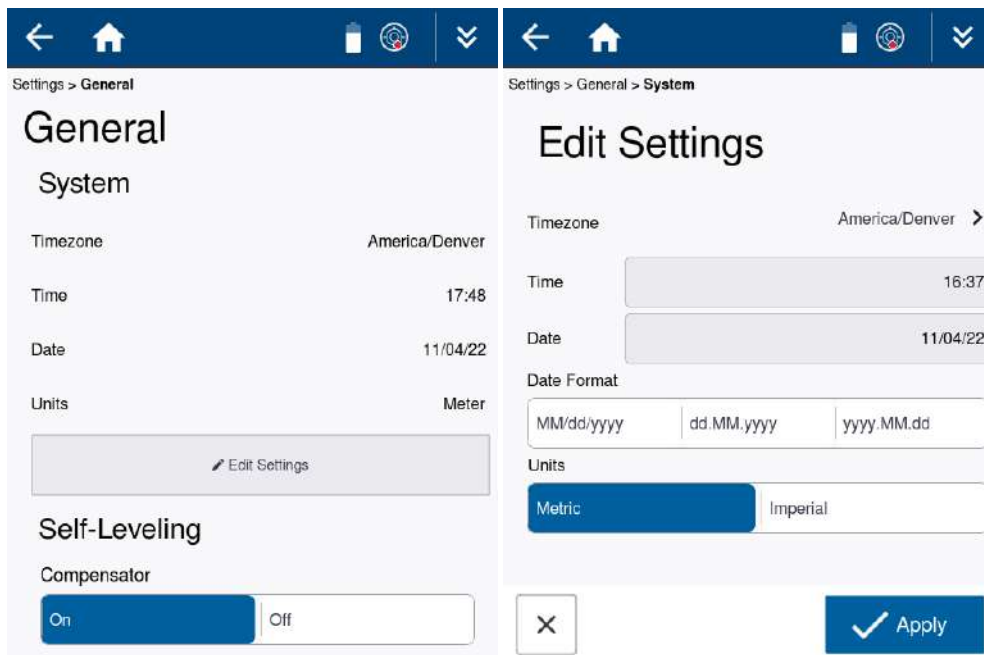 Settings > General
General
System
Timezone America/Denver
Time 17:48
Date 11/04/22
Units Meter
Edit Settings
Self-Leveling
Compensator
On Off
Settings > General > System
Edit Settings
Timezone America/Denver
Time 16:37
Date 11/04/22
Date Format
MM/dd/yyyy dd.MM.yyyy yyyy.MM.dd
Units
Metric Imperial
Apply